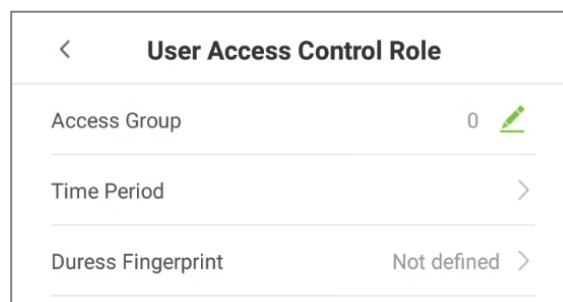 User Access Control Role
Access Group 0
Time Period
Duress Fingerprint Not defined